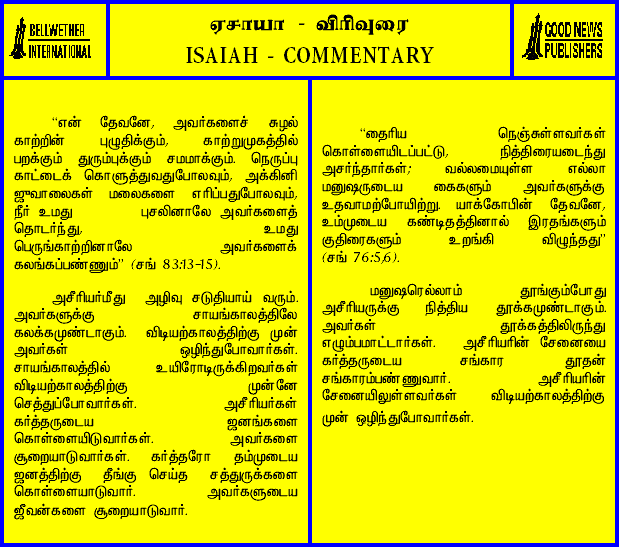 BELLWETHER
INTERNATIONAL
ஏசாயா - விரிவுரை
ISAIAH - COMMENTARY
GOOD NEWS
PUBLISHERS
“என் தேவனே, அவர்களைச் சுழல்
காற்றின் புழுதிக்கும், காற்றுமுகத்தில்
பறக்கும் துரும்புக்கும் சமமாக்கும். நெருப்பு
காட்டைக் கொளுத்துவதுபோலவும், அக்கினி
ஜுவாலைகள் மலைகளை எரிப்பதுபோலவும்,
நீர் உமது புசலினாலே அவர்களைத்
தொடர்ந்து, உமது
பெருங்காற்றினாலே அவர்களைக்
கலங்கப்பண்ணும்” (சங் 83:13-15).
அசீரியர்மீது அழிவு சடுதியாய் வரும்.
அவர்களுக்கு சாயங்காலத்திலே
கலக்கமுண்டாகும். விடியற்காலத்திற்கு முன்
அவர்கள் ஒழிந்துபோவார்கள்.
சாயங்காலத்தில் உயிரோடிருக்கிறவர்கள்
விடியற்காலத்திற்கு முன்னே
செத்துப்போவார்கள். அசீரியர்கள்
கர்த்தருடைய ஜனங்களை
கொள்ளையிடுவார்கள். அவர்களை
சூறையாடுவார்கள். கர்த்தரோ தம்முடைய
ஜனத்திற்கு தீங்கு செய்த சத்துருக்களை
கொள்ளையாடுவார். அவர்களுடைய
ஜீவன்களை சூறையாடுவார்.
“தைரிய நெஞ்சுள்ளவர்கள்
கொள்ளையிடப்பட்டு, நித்திரையடைந்து
அசர்ந்தார்கள்; வல்லமையுள்ள எல்லா
மனுஷருடைய கைகளும் அவர்களுக்கு
உதவாமற்போயிற்று. யாக்கோபின் தேவனே,
உம்முடைய கண்டிதத்தினால் இரதங்களும்
குதிரைகளும் உறங்கி விழுந்தது”
(சங் 76:5,6).
மனுஷரெல்லாம் தூங்கும்போது
அசீரியருக்கு நித்திய தூக்கமுண்டாகும்.
அவர்கள் தூக்கத்திலிருந்து
எழும்பமாட்டார்கள். அசீரியரின் சேனையை
கர்த்தருடைய சங்கார தூதன்
சங்காரம்பண்ணுவார். அசீரியரின்
சேனையிலுள்ளவர்கள் விடியற்காலத்திற்கு
முன் ஒழிந்துபோவார்கள்.